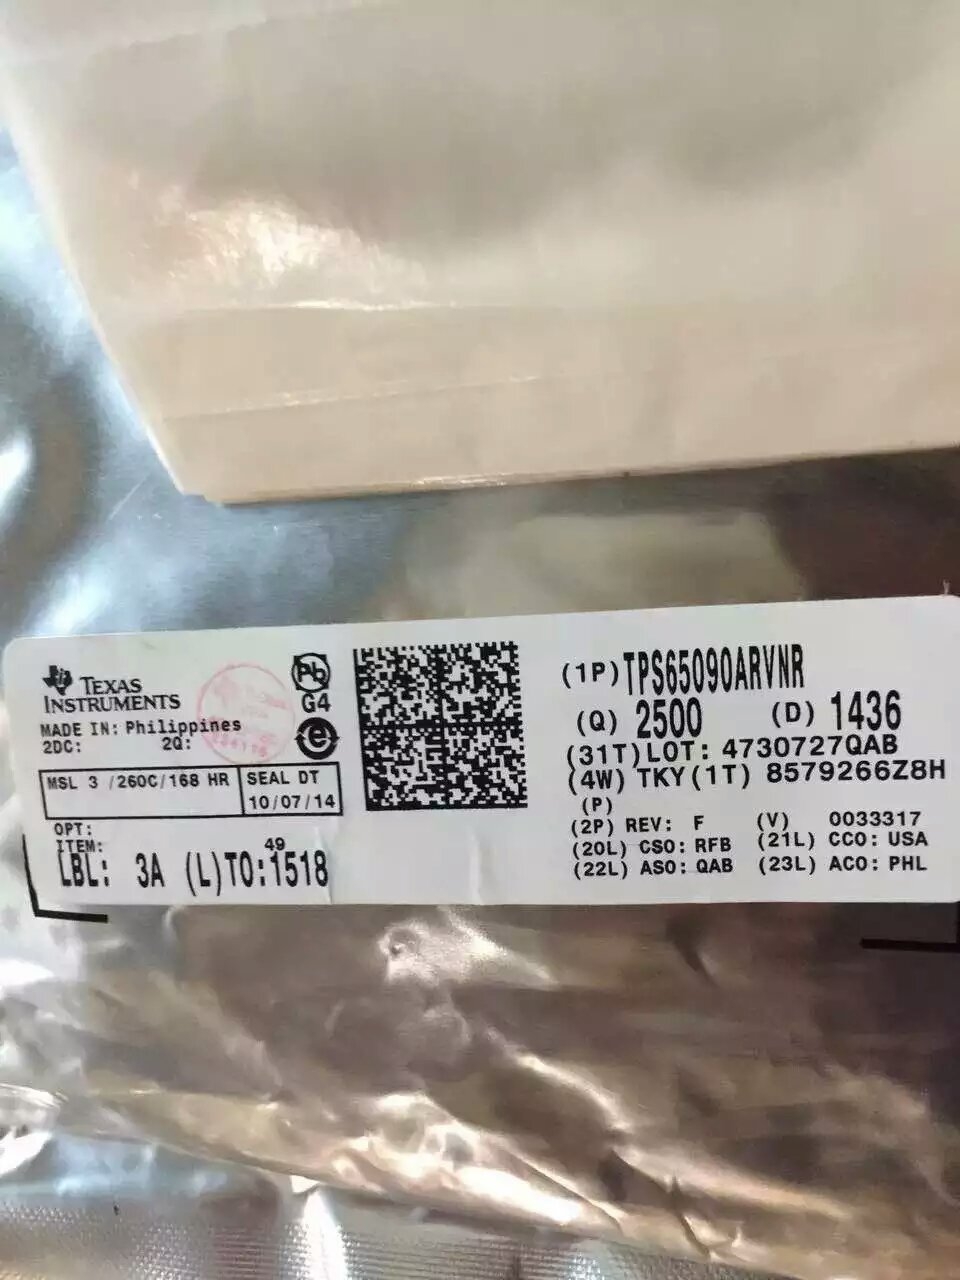 TEXAS
INSTRUMENTS
MADE IN: Philippines
2DC: 2Q:
MSL 3 /260C/168 HR
SEAL DT
10/07/14
OPT:
ITEM: 49
LBL: 3A (L)TO:1518
Pb
G4
e
(1P) TPS65090ARVNR
(Q) 2500 (D) 1436
(31T)LOT: 4730727QAB
(4W) TKY(1T) 8579266Z8H
(P)
(2P) REV: F (V) 0033317
(20L) CSO: RFB (21L) CCO: USA
(22L) ASO: QAB (23L) ACO: PHL